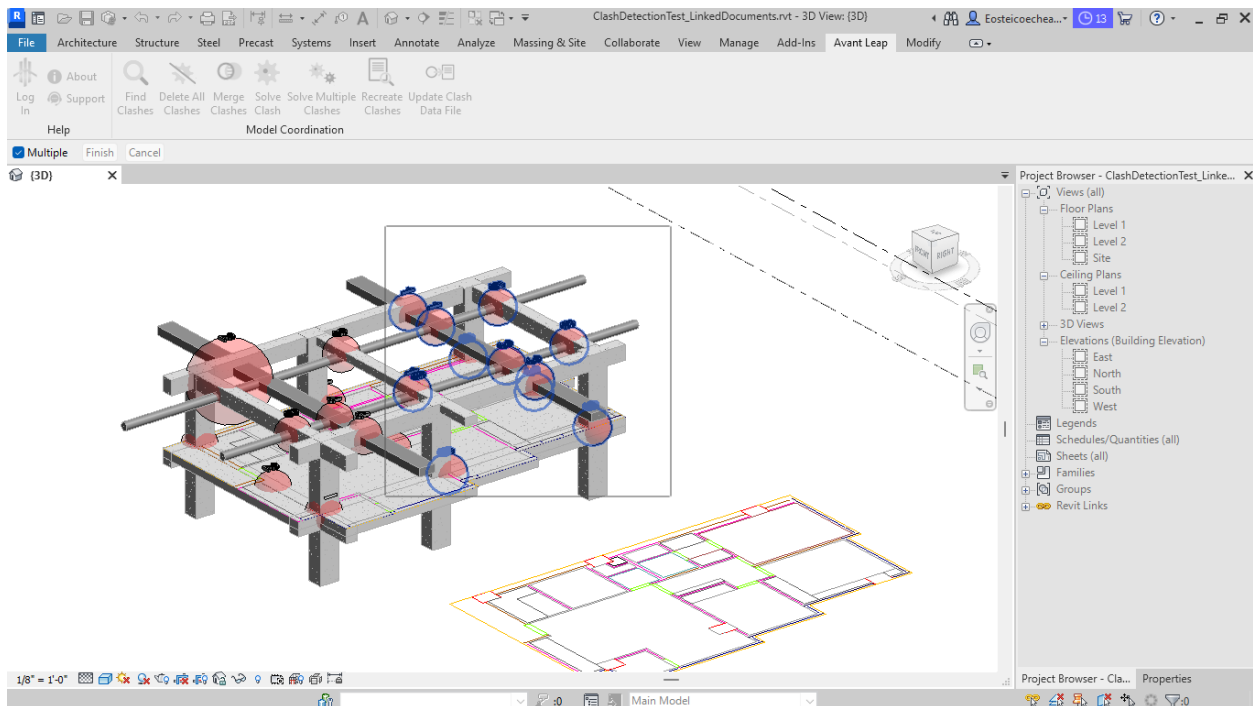 R
ClashDetectionTest_LinkedDocuments.rvt - 3D View: {3D}
Eosteicoechea...
13
File Architecture Structure Steel Precast Systems Insert Annotate Analyze Massing & Site Collaborate View Manage Add-Ins Avant Leap Modify
Log In
About
Support
Find Clashes
Delete All Clashes
Merge Clashes
Solve Clash
Solve Multiple Clashes
Recreate Clashes
Update Clash Data File
Help
Model Coordination
Multiple Finish Cancel
{3D}
RIGHT
Project Browser - ClashDetectionTest_Linke...
Views (all)
Floor Plans
Level 1
Level 2
Site
Ceiling Plans
Level 1
Level 2
3D Views
Elevations (Building Elevation)
East
North
South
West
Legends
Schedules/Quantities (all)
Sheets (all)
Families
Groups
Revit Links
1/8" = 1'-0"
Project Browser - Cla... Properties
:0
Main Model
:0